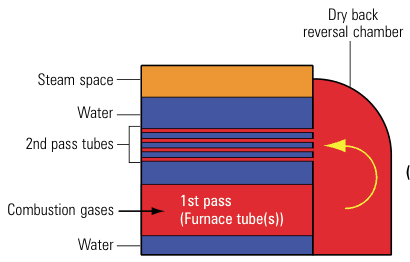 Dry back
reversal chamber
Steam space
Water
2nd pass tubes
1st pass
(Furnace tube(s))
Combustion gases
Water
(